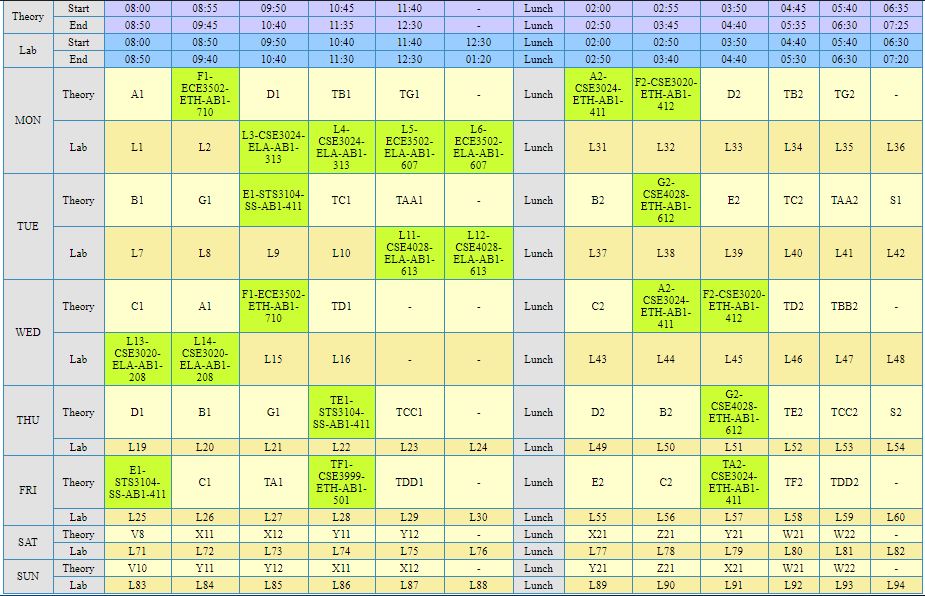 Theory Start 08:00 08:55 09:50 10:45 11:40 - Lunch 02:00 02:55 03:50 04:45 05:40 06:35
End 08:50 09:45 10:40 11:35 12:30 - Lunch 02:50 03:45 04:40 05:35 06:30 07:25
Lab Start 08:00 08:50 09:50 10:40 11:40 12:30 Lunch 02:00 02:50 03:50 04:40 05:40 06:30
End 08:50 09:40 10:40 11:30 12:30 01:20 Lunch 02:50 03:40 04:40 05:30 06:30 07:20
MON Theory A1 F1-ECE3502-ETH-AB1-710 D1 TB1 TG1 - Lunch A2-CSE3024-ETH-AB1-411 F2-CSE3020-ETH-AB1-412 D2 TB2 TG2 -
Lab L1 L2 L3-CSE3024-ELA-AB1-313 L4-CSE3024-ELA-AB1-313 L5-ECE3502-ELA-AB1-607 L6-ECE3502-ELA-AB1-607 Lunch L31 L32 L33 L34 L35 L36
TUE Theory B1 G1 E1-STS3104-SS-AB1-411 TC1 TAA1 - Lunch B2 G2-CSE4028-ETH-AB1-612 E2 TC2 TAA2 S1
Lab L7 L8 L9 L10 L11-CSE4028-ELA-AB1-613 L12-CSE4028-ELA-AB1-613 Lunch L37 L38 L39 L40 L41 L42
WED Theory C1 A1 F1-ECE3502-ETH-AB1-710 TD1 - - Lunch C2 A2-CSE3024-ETH-AB1-411 F2-CSE3020-ETH-AB1-412 TD2 TBB2 -
Lab L13-CSE3020-ELA-AB1-208 L14-CSE3020-ELA-AB1-208 L15 L16 - - Lunch L43 L44 L45 L46 L47 L48
THU Theory D1 B1 G1 TE1-STS3104-SS-AB1-411 TCC1 - Lunch D2 B2 G2-CSE4028-ETH-AB1-612 TE2 TCC2 S2
Lab L19 L20 L21 L22 L23 L24 Lunch L49 L50 L51 L52 L53 L54
FRI Theory E1-STS3104-SS-AB1-411 C1 TA1 TF1-CSE3999-ETH-AB1-501 TDD1 - Lunch E2 C2 TA2-CSE3024-ETH-AB1-411 TF2 TDD2 -
Lab L25 L26 L27 L28 L29 L30 Lunch L55 L56 L57 L58 L59 L60
SAT Theory V8 X11 X12 Y11 Y12 - Lunch X21 Z21 Y21 W21 W22 -
Lab L71 L72 L73 L74 L75 L76 Lunch L77 L78 L79 L80 L81 L82
SUN Theory V10 Y11 Y12 X11 X12 - Lunch Y21 Z21 X21 W21 W22 -
Lab L83 L84 L85 L86 L87 L88 Lunch L89 L90 L91 L92 L93 L94